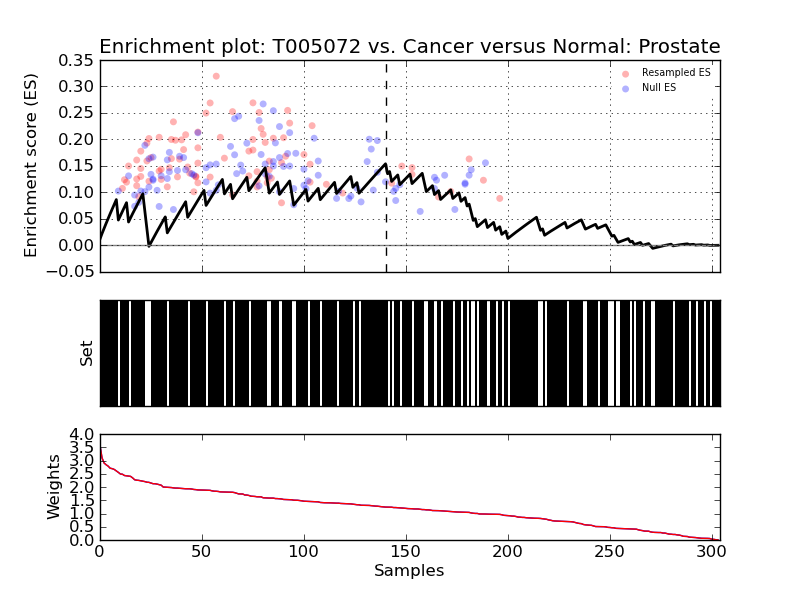 Enrichment plot: T005072 vs. Cancer versus Normal: Prostate
0.35
0.30
0.25
0.20
0.15
0.10
0.05
0.00
−0.05
Enrichment score (ES)
Resampled ES
Null ES
Set
4.0
3.5
3.0
2.5
2.0
1.5
1.0
0.5
0.0
Weights
0 50 100 150 200 250 300
Samples